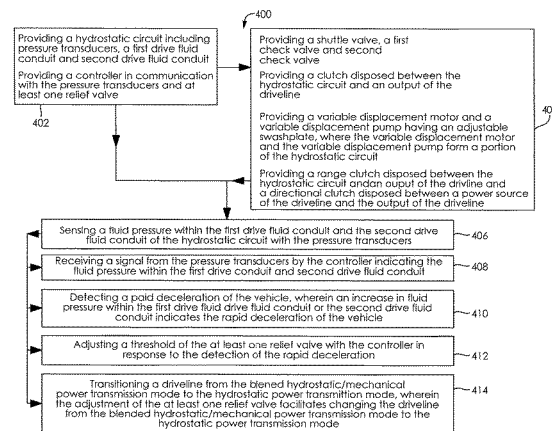 400
Providing a hydrostatic circuit including
pressure transducers, a first drive fluid
conduit and second drive fluid conduit
Providing a controller in communication
with the pressure transducers and at
least one relief valve
402
Providing a shuttle valve, a first
check valve and second
check valve
Providing a clutch disposed between the
hydrostatic circuit and an output of the
driveline
Providing a variable displacement motor and a
variable displacement pump having an adjustable
swashplate, where the variable displacement motor
and the variable displacement pump form a portion
of the hydrostatic circuit
Providing a range clutch disposed between the
hydrostatic circuit andan ouput of the drivline and
a directional clutch disposed between a power source
of the driveline and the output of the driveline
40
Sensing a fluid pressure within the first drive fluid conduit and the second drive
fluid conduit of the hydrostatic circuit with the pressure transducers
406
Receiving a signal from the pressure transducers by the controller indicating the
fluid pressure within the first drive conduit and second drive fluid conduit
408
Detecting a paid deceleration of the vehicle, wherein an increase in fluid
pressure within the first drive fluid drive fluid conduit or the second drive fluid
conduit indicates the rapid deceleration of the vehicle
410
Adjusting a threshold of the at least one relief valve with the controller in
response to the detection of the rapid deceleration
412
Transitioning a driveline from the blened hydrostatic/mechanical
power transmission mode to the hydrostatic power transmittion mode, wherein
the adjustment of the at least one relief valve facilitates changing the driveline
from the blended hydrostatic/mechanical power transmission mode to the
hydrostatic power transmission mode
414